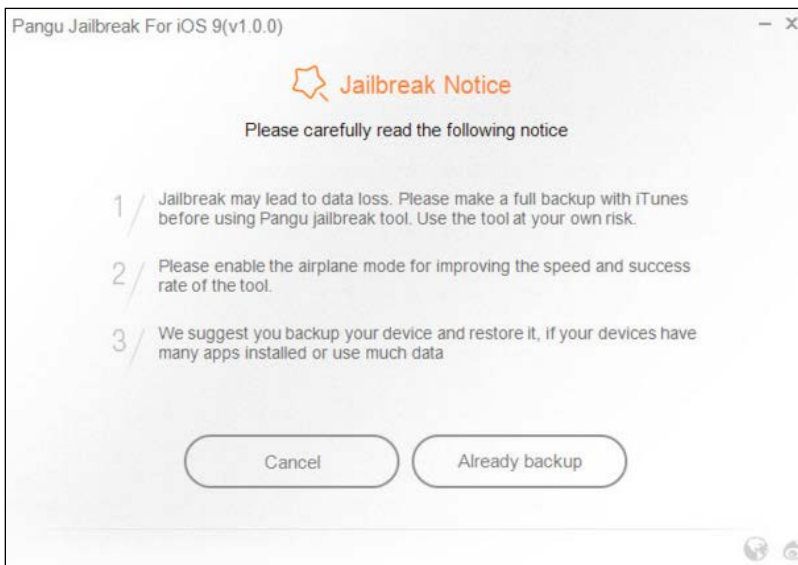 Pangu Jailbreak For iOS 9(v1.0.0)
Jailbreak Notice
Please carefully read the following notice
1 Jailbreak may lead to data loss. Please make a full backup with iTunes
before using Pangu jailbreak tool. Use the tool at your own risk.
2 Please enable the airplane mode for improving the speed and success
rate of the tool.
3 We suggest you backup your device and restore it, if your devices have
many apps installed or use much data
Cancel
Already backup